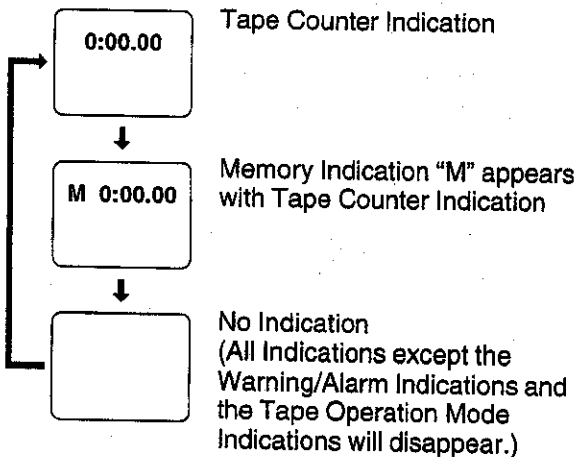 0:00.00
Tape Counter Indication
M 0:00.00
Memory Indication “M” appears
with Tape Counter Indication
No Indication
(All Indications except the
Warning/Alarm Indications and
the Tape Operation Mode
Indications will disappear.)